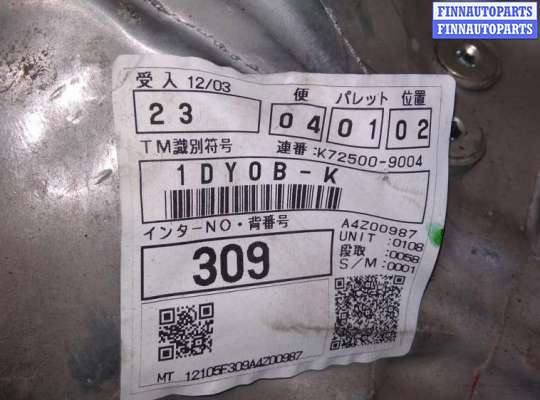 FINNAUTOPARTS
FINNAUTOPARTS
受入 12/03
便 パレット 位置
23
04 01 02
TM識別符号
連番:K72500-9004
1DY0B-K
インターNO・背番号
A4Z00987
UNIT :0108
段取 :0058
S/M :0001
309
MT 12105F309A4Z00987